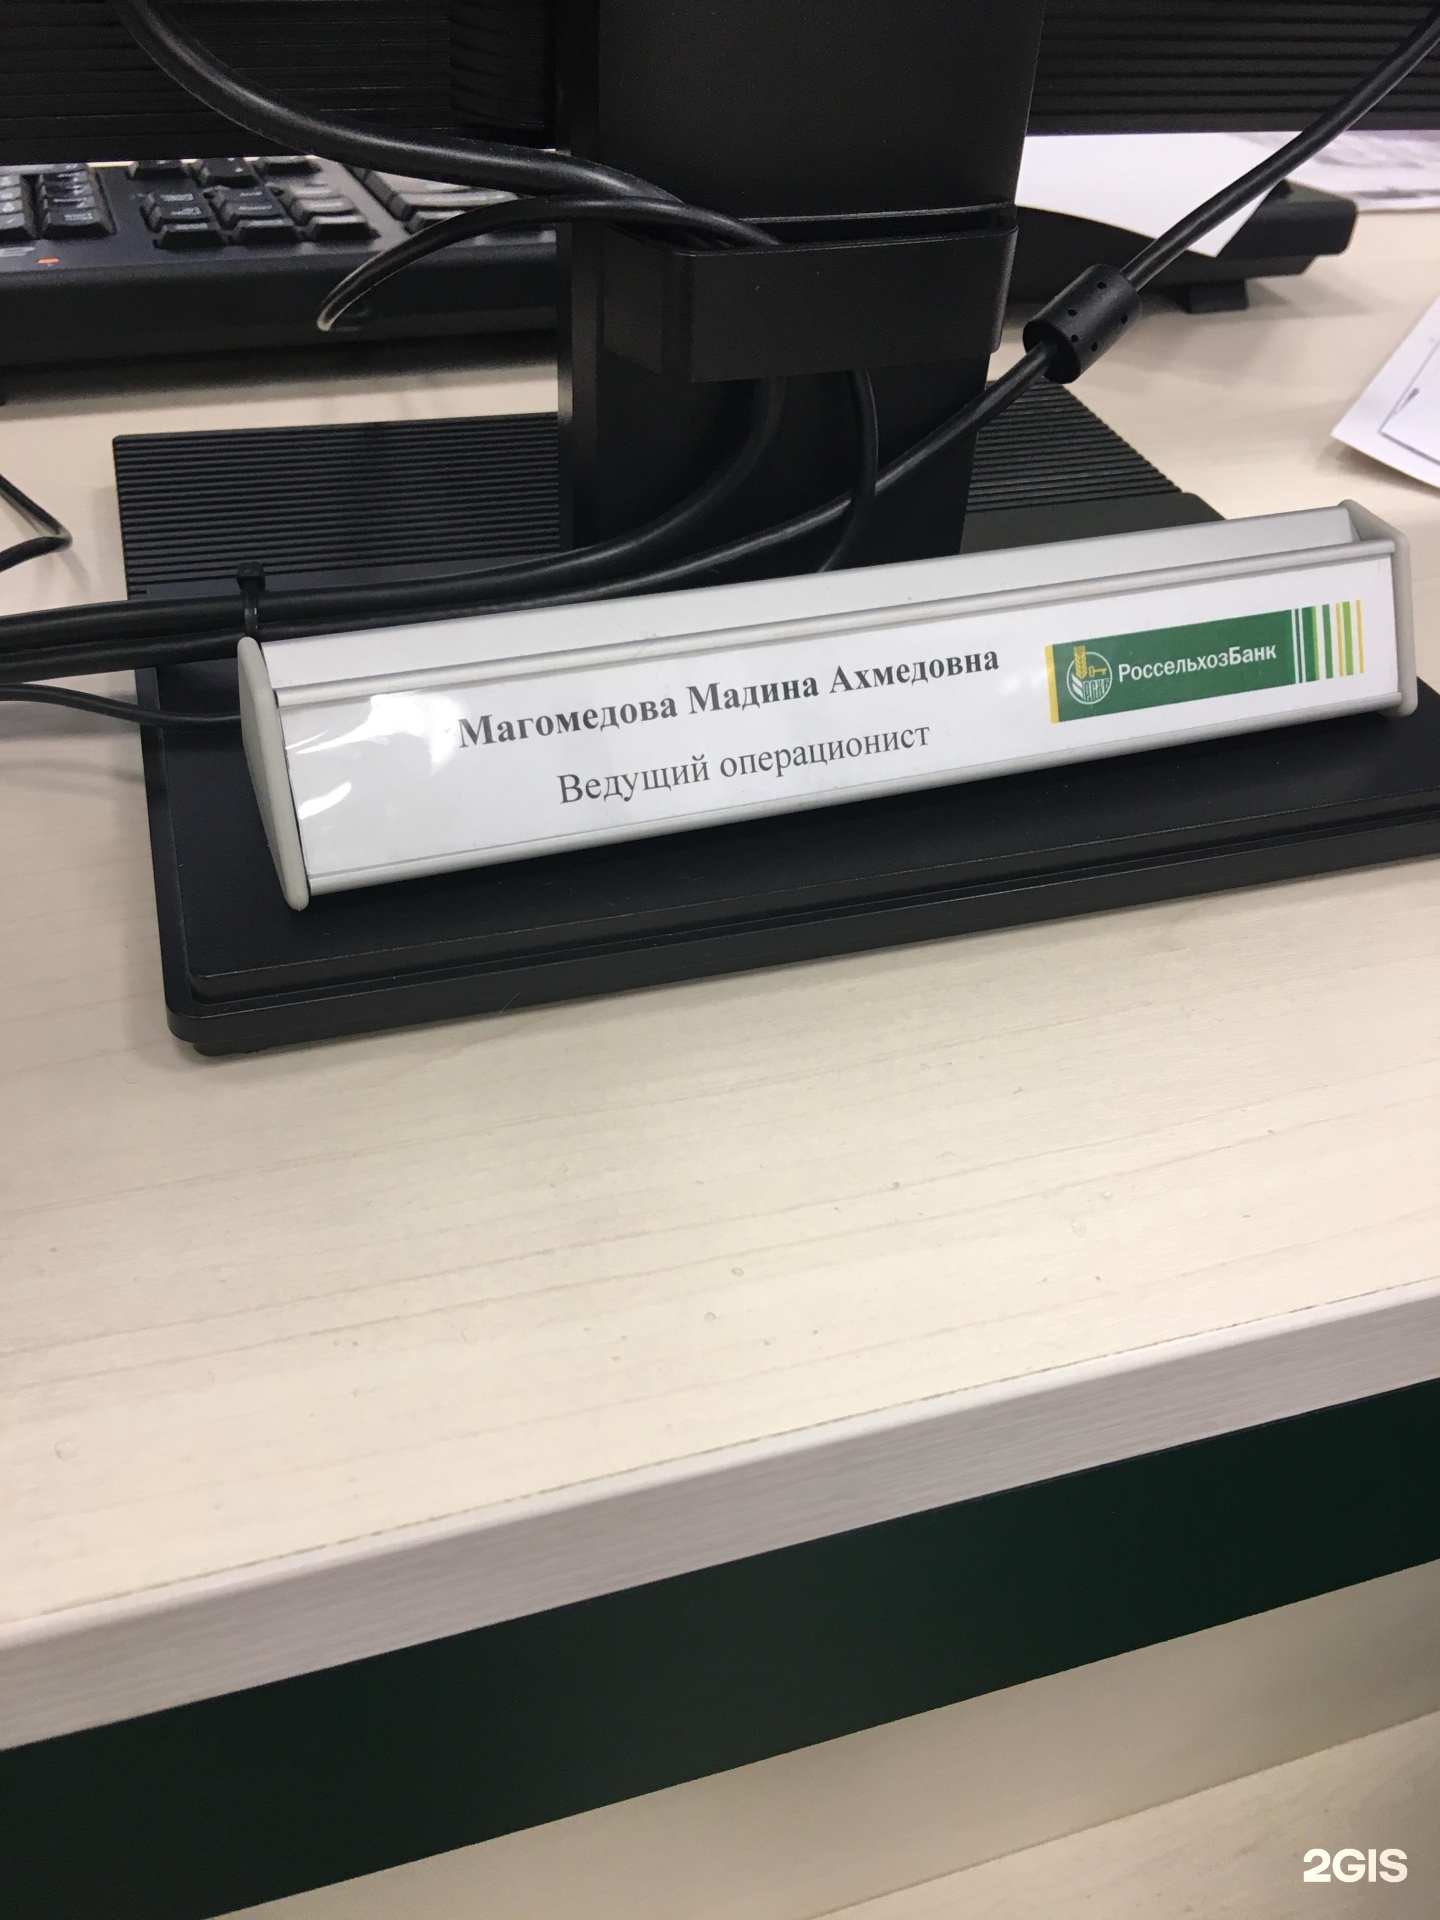 Магомедова Мадина Ахмедовна
Ведущий операционист
РоссельхозБанк
2GIS